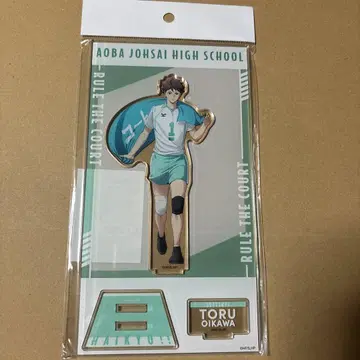 AOBA JOHSAI HIGH SCHOOL
RULE THE COURT
RULE THE COURT
1
TORU
OIKAWA
HAIKYU!!